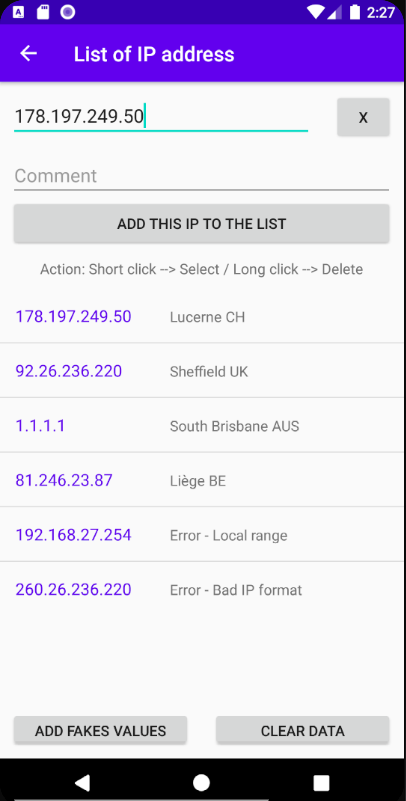 A 2:27
List of IP address
178.197.249.50 X
Comment
ADD THIS IP TO THE LIST
Action: Short click --> Select / Long click --> Delete
178.197.249.50 Lucerne CH
92.26.236.220 Sheffield UK
1.1.1.1 South Brisbane AUS
81.246.23.87 Liège BE
192.168.27.254 Error - Local range
260.26.236.220 Error - Bad IP format
ADD FAKES VALUES CLEAR DATA